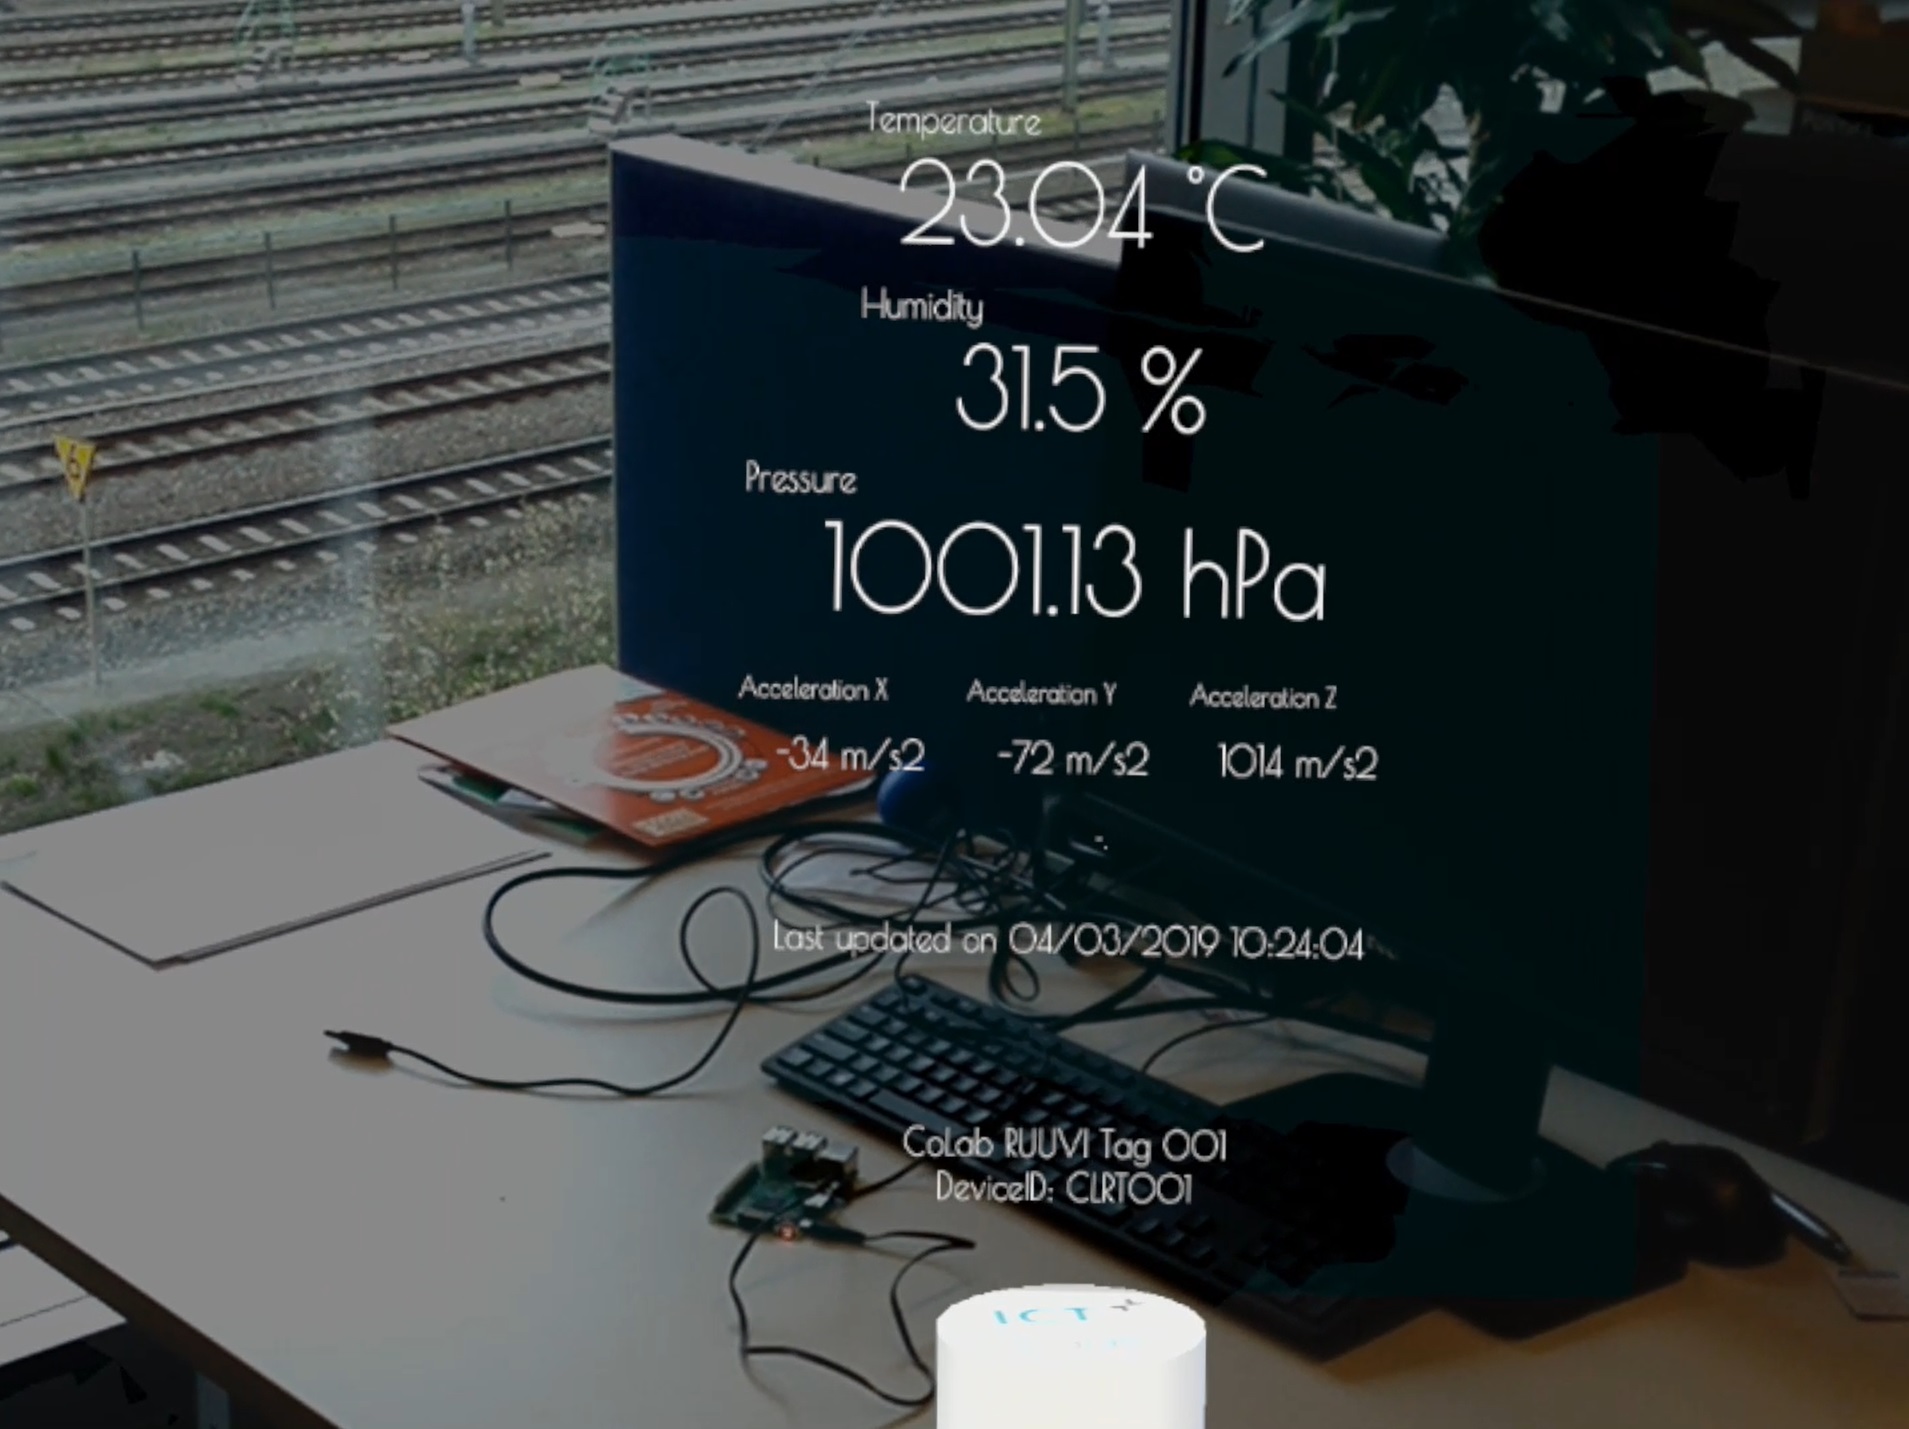 Temperature
23.04 °C
Humidity
31.5 %
Pressure
1001.13 hPa
Acceleration X Acceleration Y Acceleration Z
-34 m/s2 -72 m/s2 1014 m/s2
Last updated on 04/03/2019 10:24:04
CoLab RUUVI Tag 001
DeviceID: CLRT001
ICT
6